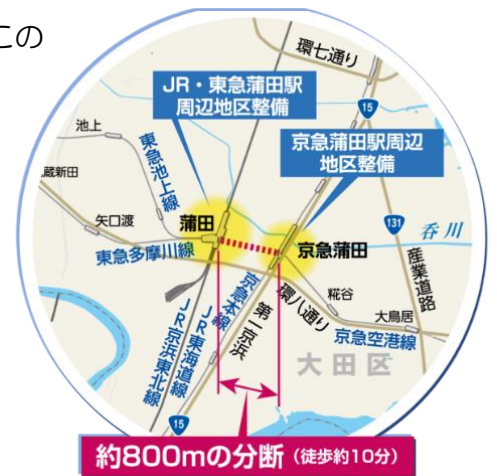 この
環七通り
JR・東急蒲田駅
周辺地区整備
15
京急蒲田駅周辺
地区整備
池上
東急池上線
蔵新田
131
呑川
矢口渡
蒲田
京急蒲田
東急多摩川線
産業道路
糀谷
環八通り
大鳥居
京急空港線
京急本線
第一京浜
JR東海道線
JR京浜東北線
大田区
15
約800mの分断（徒歩約10分）